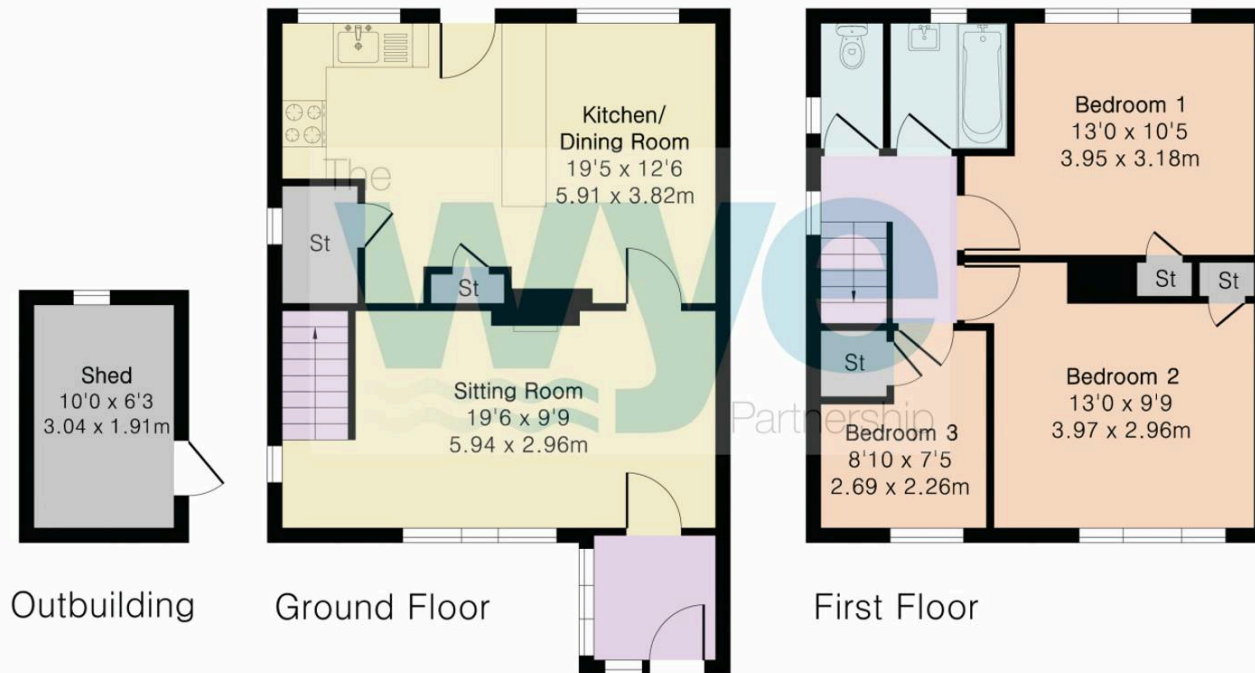 Kitchen/
Dining Room
19'5 x 12'6
5.91 x 3.82m
St
St
Sitting Room
19'6 x 9'9
5.94 x 2.96m
The
wye
Partnership
Shed
10'0 x 6'3
3.04 x 1.91m
Bedroom 1
13'0 x 10'5
3.95 x 3.18m
St
St
St
Bedroom 2
13'0 x 9'9
3.97 x 2.96m
Bedroom 3
8'10 x 7'5
2.69 x 2.26m
Outbuilding
Ground Floor
First Floor